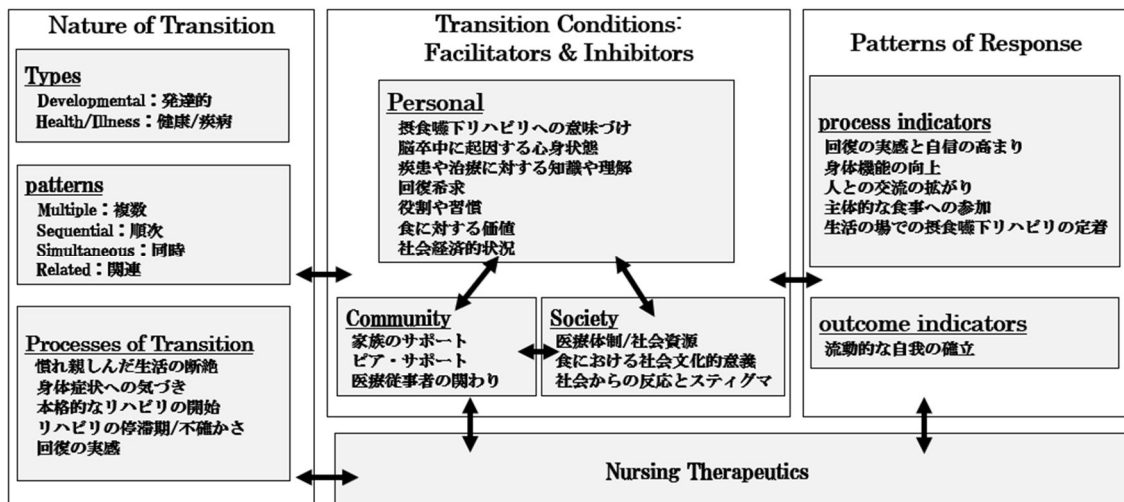 Nature of Transition
Types
Developmental：発達的
Health/Illness：健康/疾病
patterns
Multiple：複数
Sequential：順次
Simultaneous：同時
Related：関連
Processes of Transition
慣れ親しんだ生活の断絶
身体症状への気づき
本格的なリハビリの開始
リハビリの停滞期/不確かさ
回復の実感
Transition Conditions:
Facilitators & Inhibitors
Personal
摂食嚥下リハビリへの意味づけ
脳卒中に起因する心身状態
疾患や治療に対する知識や理解
回復希求
役割や習慣
食に対する価値
社会経済的状況
Community
家族のサポート
ピア・サポート
医療従事者の関わり
Society
医療体制/社会資源
食における社会文化的意義
社会からの反応とスティグマ
Patterns of Response
process indicators
回復の実感と自信の高まり
身体機能の向上
人との交流の拡がり
主体的な食事への参加
生活の場での摂食嚥下リハビリの定着
outcome indicators
流動的な自我の確立
Nursing Therapeutics